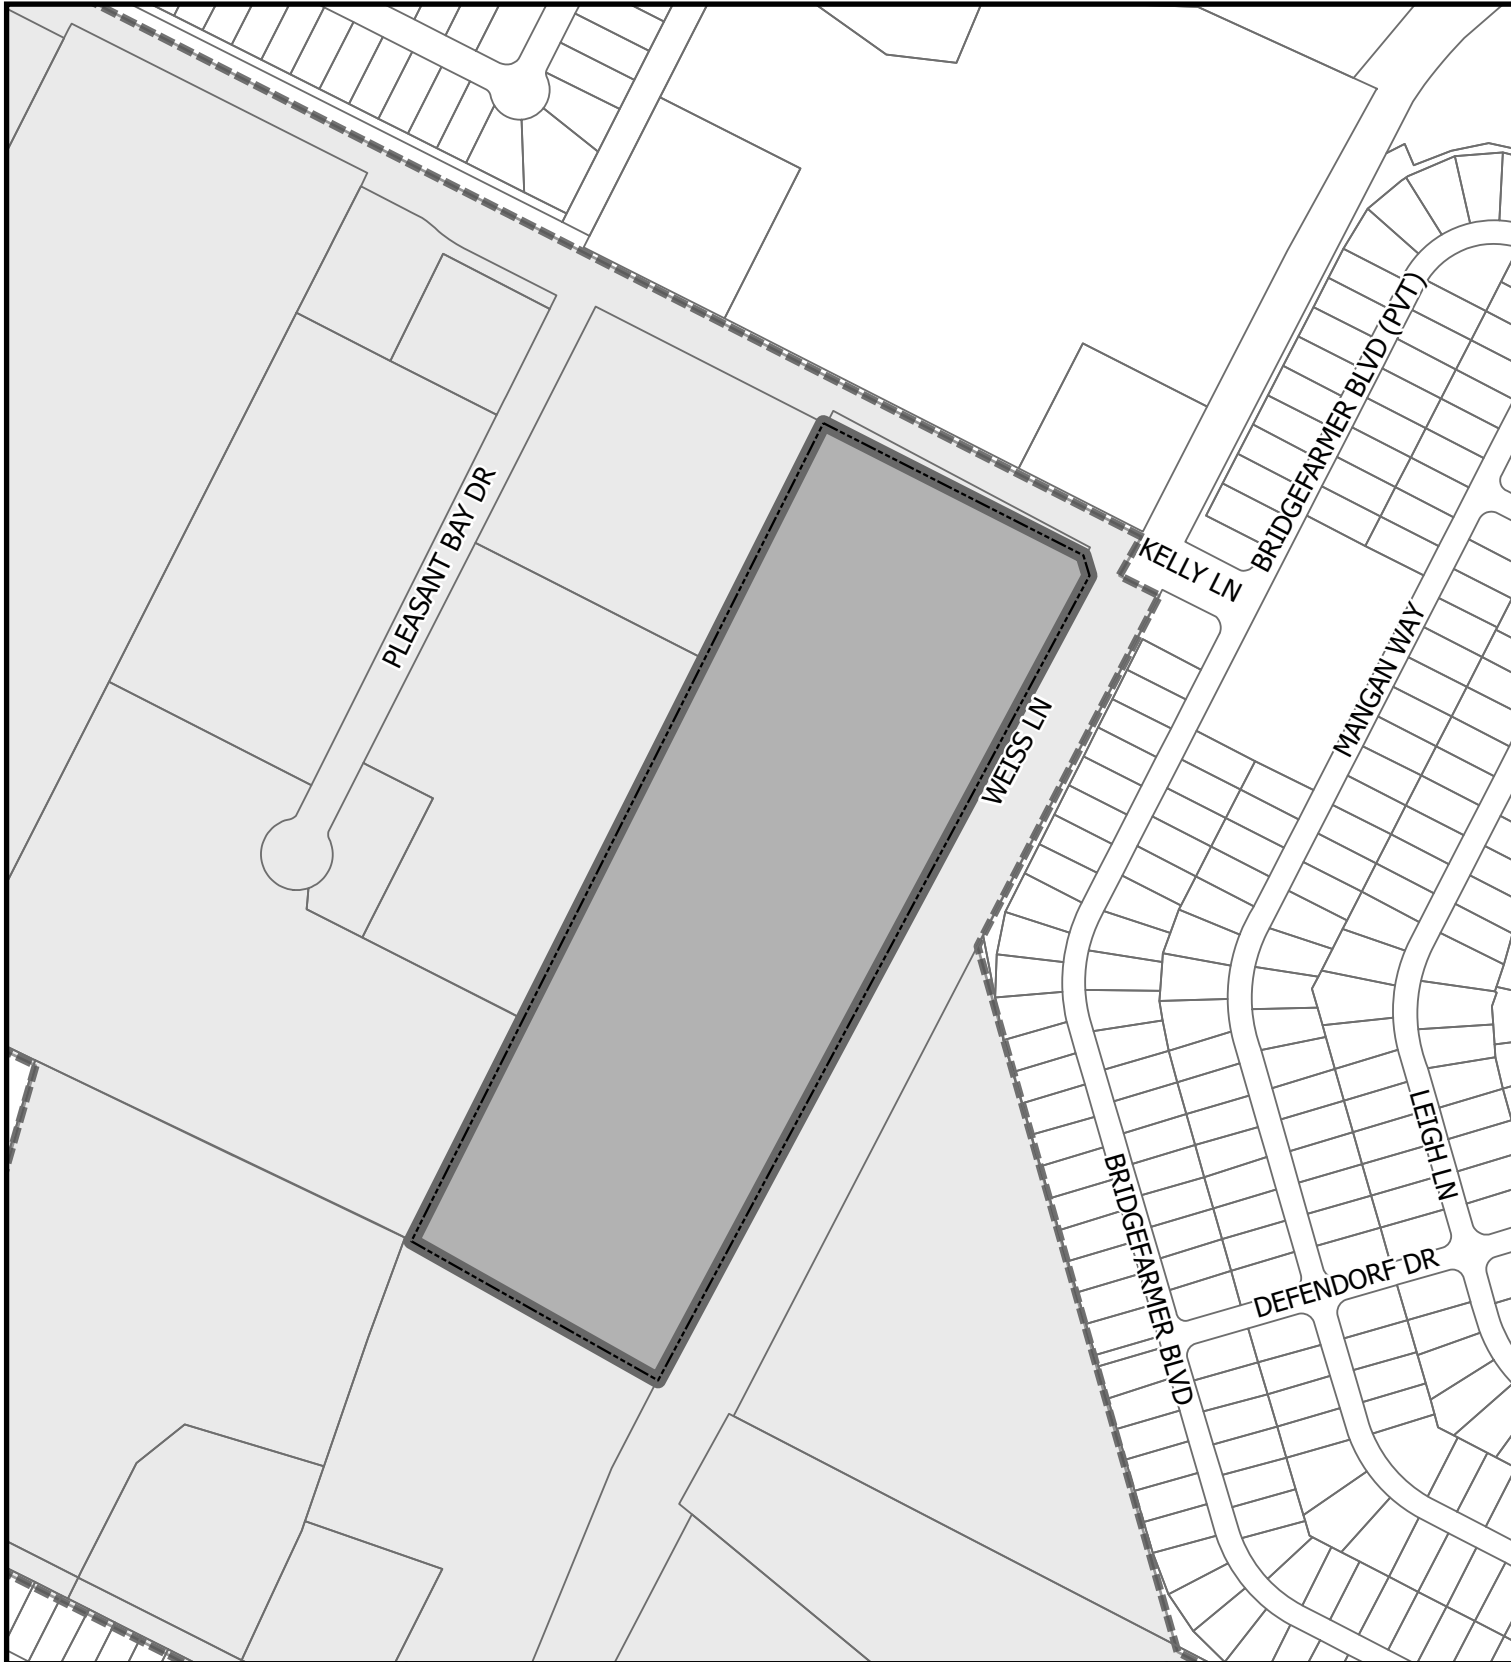 BRIDGEFARMER BLVD (PVT)
KELLY LN
PLEASANT BAY DR
MANGAN WAY
WEISS LN
LEIGH LN
BRIDGEFARMER BLVD
DEFENDORF DR